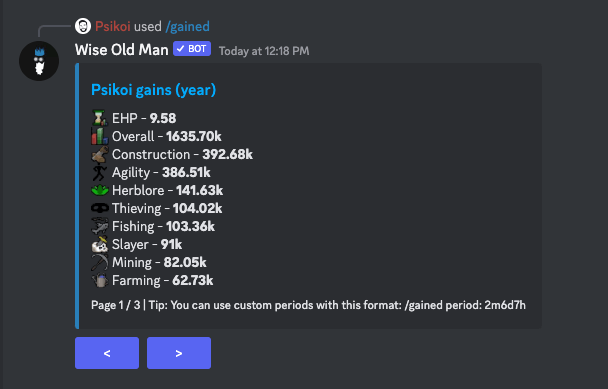 Psikoi used /gained
Wise Old Man ✓ BOT Today at 12:18 PM
Psikoi gains (year)
EHP - 9.58
Overall - 1635.70k
Construction - 392.68k
Agility - 386.51k
Herblore - 141.63k
Thieving - 104.02k
Fishing - 103.36k
Slayer - 91k
Mining - 82.05k
Farming - 62.73k
Page 1 / 3 | Tip: You can use custom periods with this format: /gained period: 2m6d7h
< >